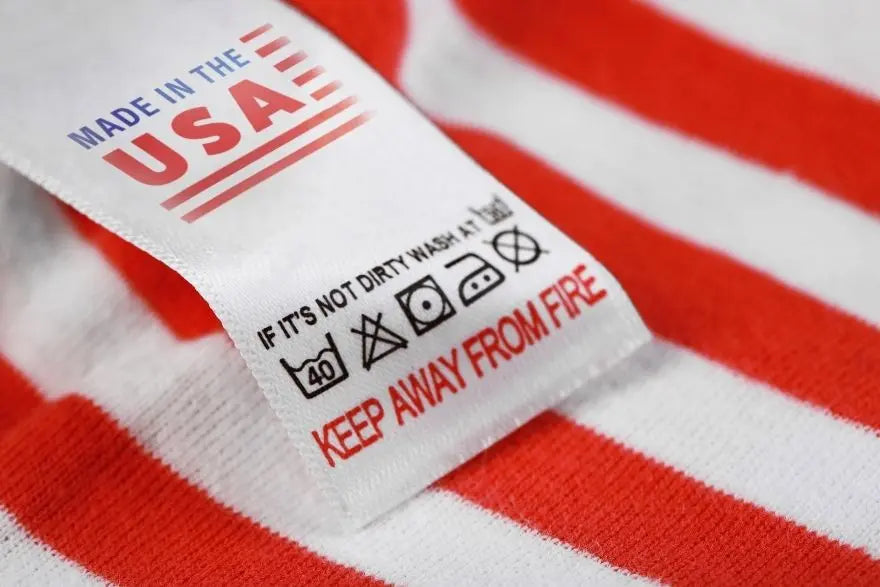 MADE IN THE
USA
IF IT'S NOT DIRTY WASH AT
40
KEEP AWAY FROM FIRE